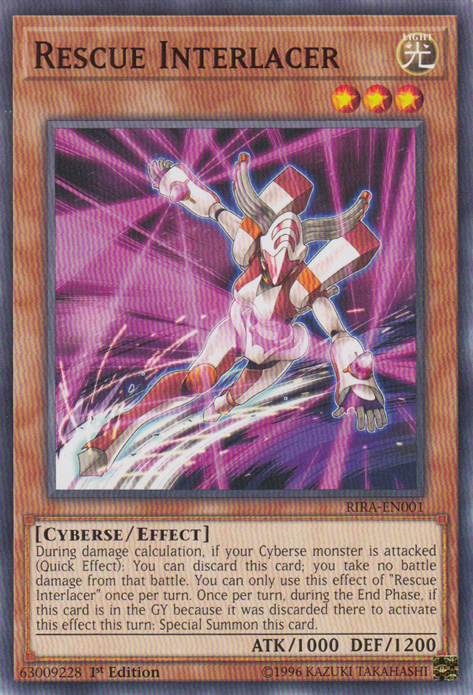 RESCUE INTERLACER
LIGHT
光
RIRA-EN001
[CYBERSE/EFFECT]
During damage calculation, if your Cyberse monster is attacked
(Quick Effect): You can discard this card; you take no battle
damage from that battle. You can only use this effect of "Rescue
Interlacer" once per turn. Once per turn, during the End Phase, if
this card is in the GY because it was discarded there to activate
this effect this turn: Special Summon this card.
ATK/1000 DEF/1200
63009228 1st Edition ©1996 KAZUKI TAKAHASHI